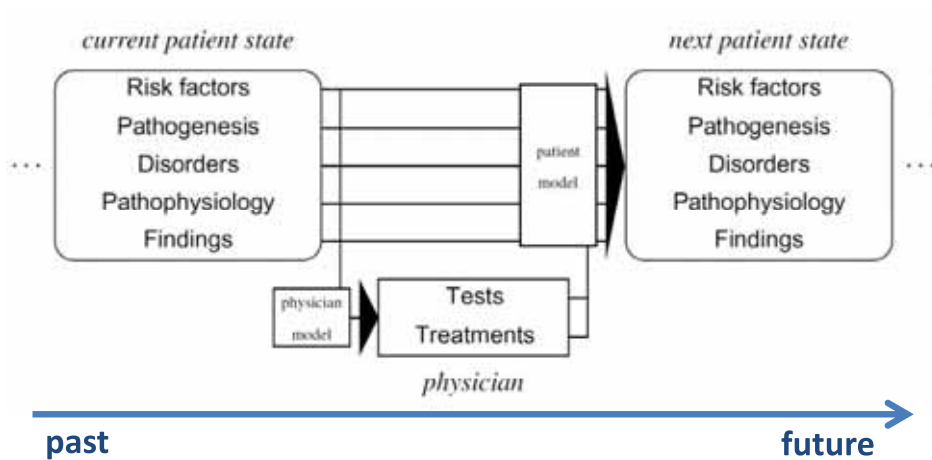 current patient state
next patient state
Risk factors
Pathogenesis
Disorders
Pathophysiology
Findings
patient
model
Risk factors
Pathogenesis
Disorders
Pathophysiology
Findings
...
...
physician
model
Tests
Treatments
physician
past
future